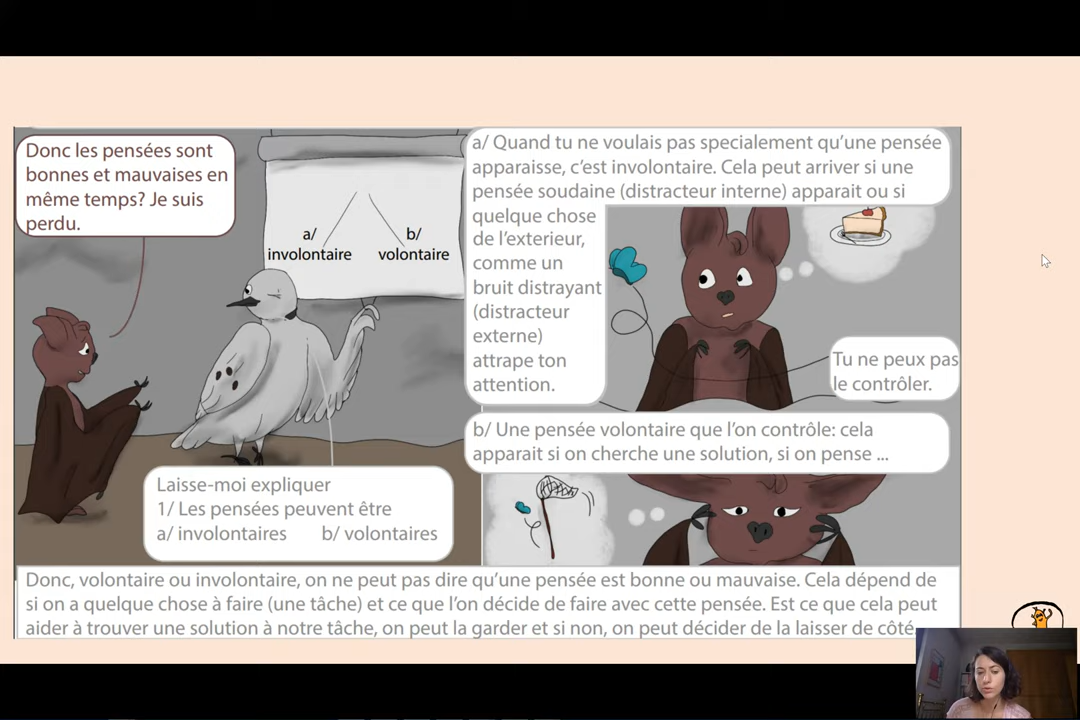 Donc les pensées sont
bonnes et mauvaises en
même temps? Je suis
perdu.
a/
involontaire
b/
volontaire
Laisse-moi expliquer
1/ Les pensées peuvent être
a/ involontaires b/ volontaires
a/ Quand tu ne voulais pas specialement qu'une pensée
apparaisse, c'est involontaire. Cela peut arriver si une
pensée soudaine (distracteur interne) apparait ou si
quelque chose
de l'exterieur,
comme un
bruit distrayant
(distracteur
externe)
attrape ton
attention.
Tu ne peux pas
le contrôler.
b/ Une pensée volontaire que l'on contrôle: cela
apparait si on cherche une solution, si on pense ...
Donc, volontaire ou involontaire, on ne peut pas dire qu'une pensée est bonne ou mauvaise. Cela dépend de
si on a quelque chose à faire (une tâche) et ce que l'on décide de faire avec cette pensée. Est ce que cela peut
aider à trouver une solution à notre tâche, on peut la garder et si non, on peut décider de la laisser de côté.